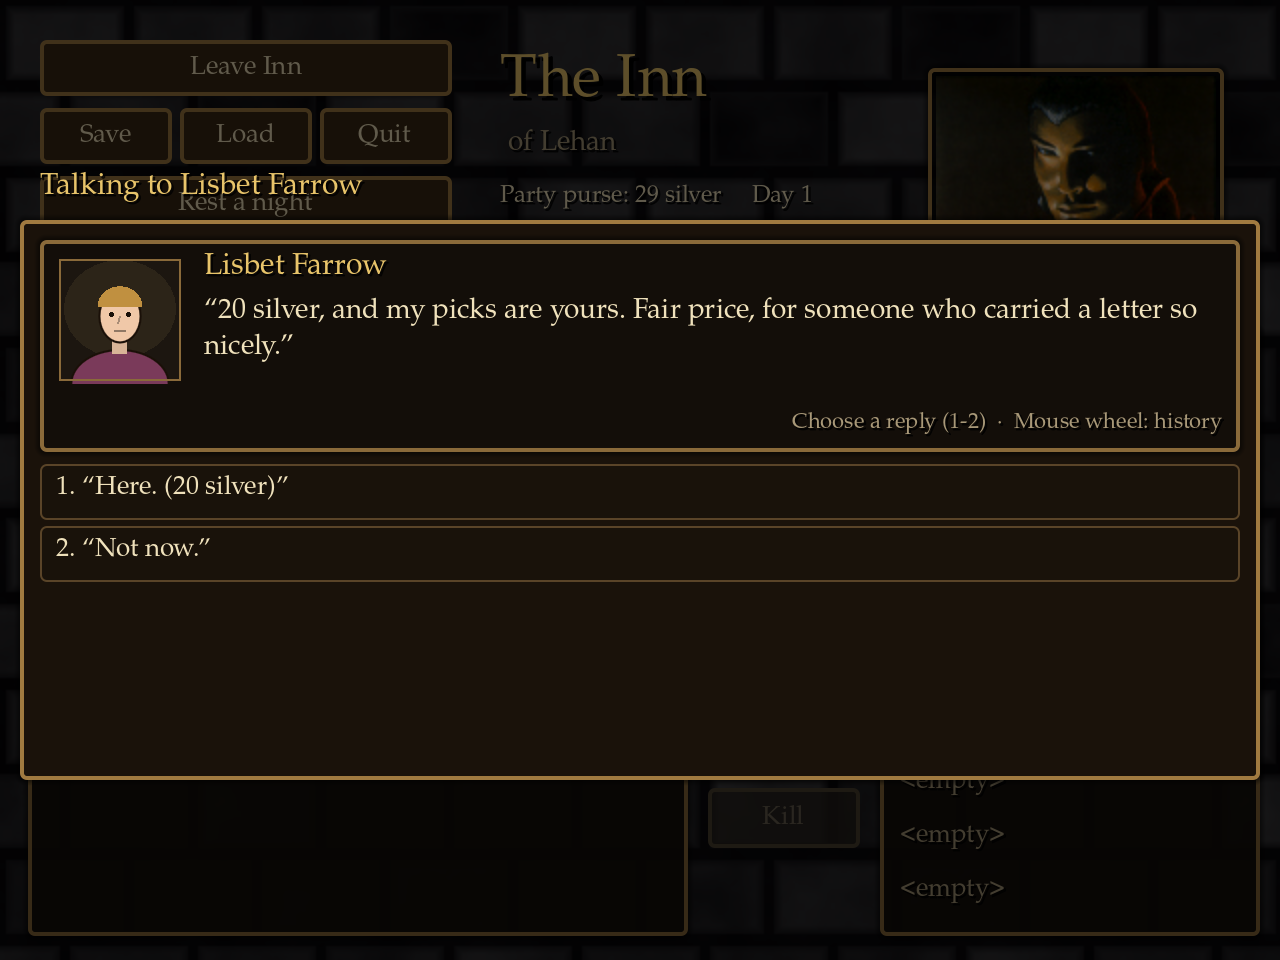 Leave Inn
The Inn
Save
Load
Quit
of Lehan
Talking to Lisbet Farrow
Rest a night
Party purse: 29 silver
Day 1
Lisbet Farrow
“20 silver, and my picks are yours. Fair price, for someone who carried a letter so
nicely.”
Choose a reply (1-2) · Mouse wheel: history
1. “Here. (20 silver)”
2. “Not now.”
<empty>
Kill
<empty>
<empty>